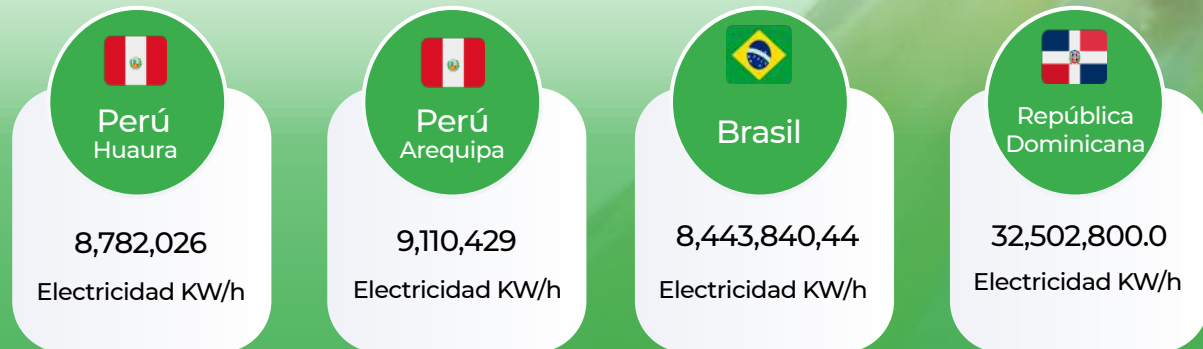 Perú
Huaura
8,782,026
Electricidad KW/h
Perú
Arequipa
9,110,429
Electricidad KW/h
Brasil
8,443,840,44
Electricidad KW/h
República
Dominicana
32,502,800.0
Electricidad KW/h